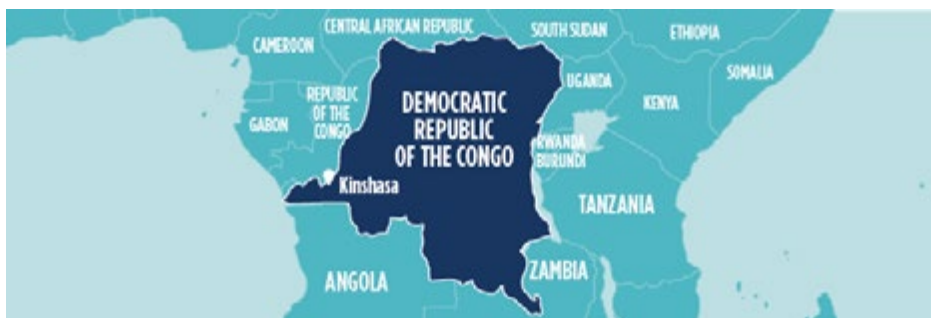 CENTRAL AFRICAN REPUBLIC
SOUTH SUDAN
ETHIOPIA
CAMEROON
SOMALIA
UGANDA
KENYA
REPUBLIC
OF THE
CONGO
GABON
DEMOCRATIC
REPUBLIC
OF THE CONGO
RWANDA
BURUNDI
Kinshasa
TANZANIA
ANGOLA
ZAMBIA